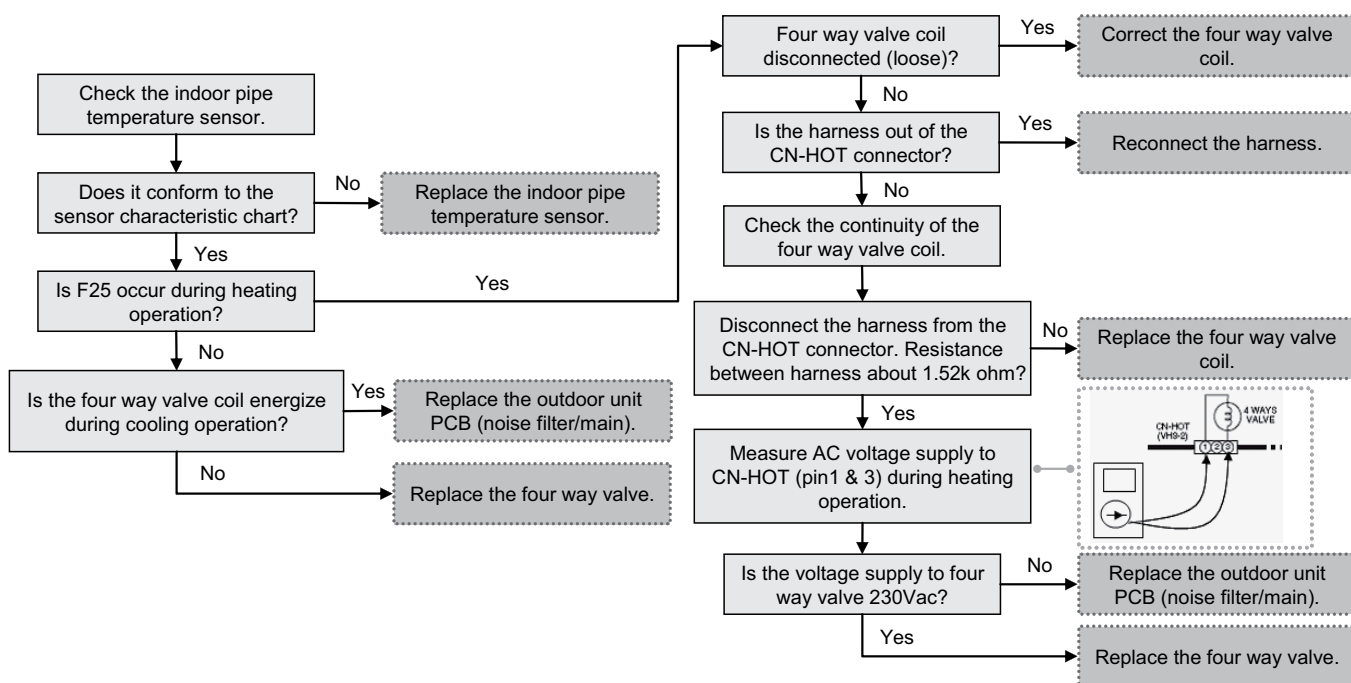 Check the indoor pipe
temperature sensor.
Does it conform to the
sensor characteristic chart?
No
Replace the indoor pipe
temperature sensor.
Yes
Is F25 occur during heating
operation?
Yes
No
Is the four way valve coil energize
during cooling operation?
Yes
Replace the outdoor unit
PCB (noise filter/main).
No
Replace the four way valve.
Four way valve coil
disconnected (loose)?
Yes
Correct the four way valve
coil.
No
Is the harness out of the
CN-HOT connector?
Yes
Reconnect the harness.
No
Check the continuity of the
four way valve coil.
Disconnect the harness from the
CN-HOT connector. Resistance
between harness about 1.52k ohm?
No
Replace the four way valve
coil.
Yes
Measure AC voltage supply to
CN-HOT (pin1 & 3) during heating
operation.
4 WAYS
VALVE
CN-HOT
(VH9-2)
1 2 3
Is the voltage supply to four
way valve 230Vac?
No
Replace the outdoor unit
PCB (noise filter/main).
Yes
Replace the four way valve.